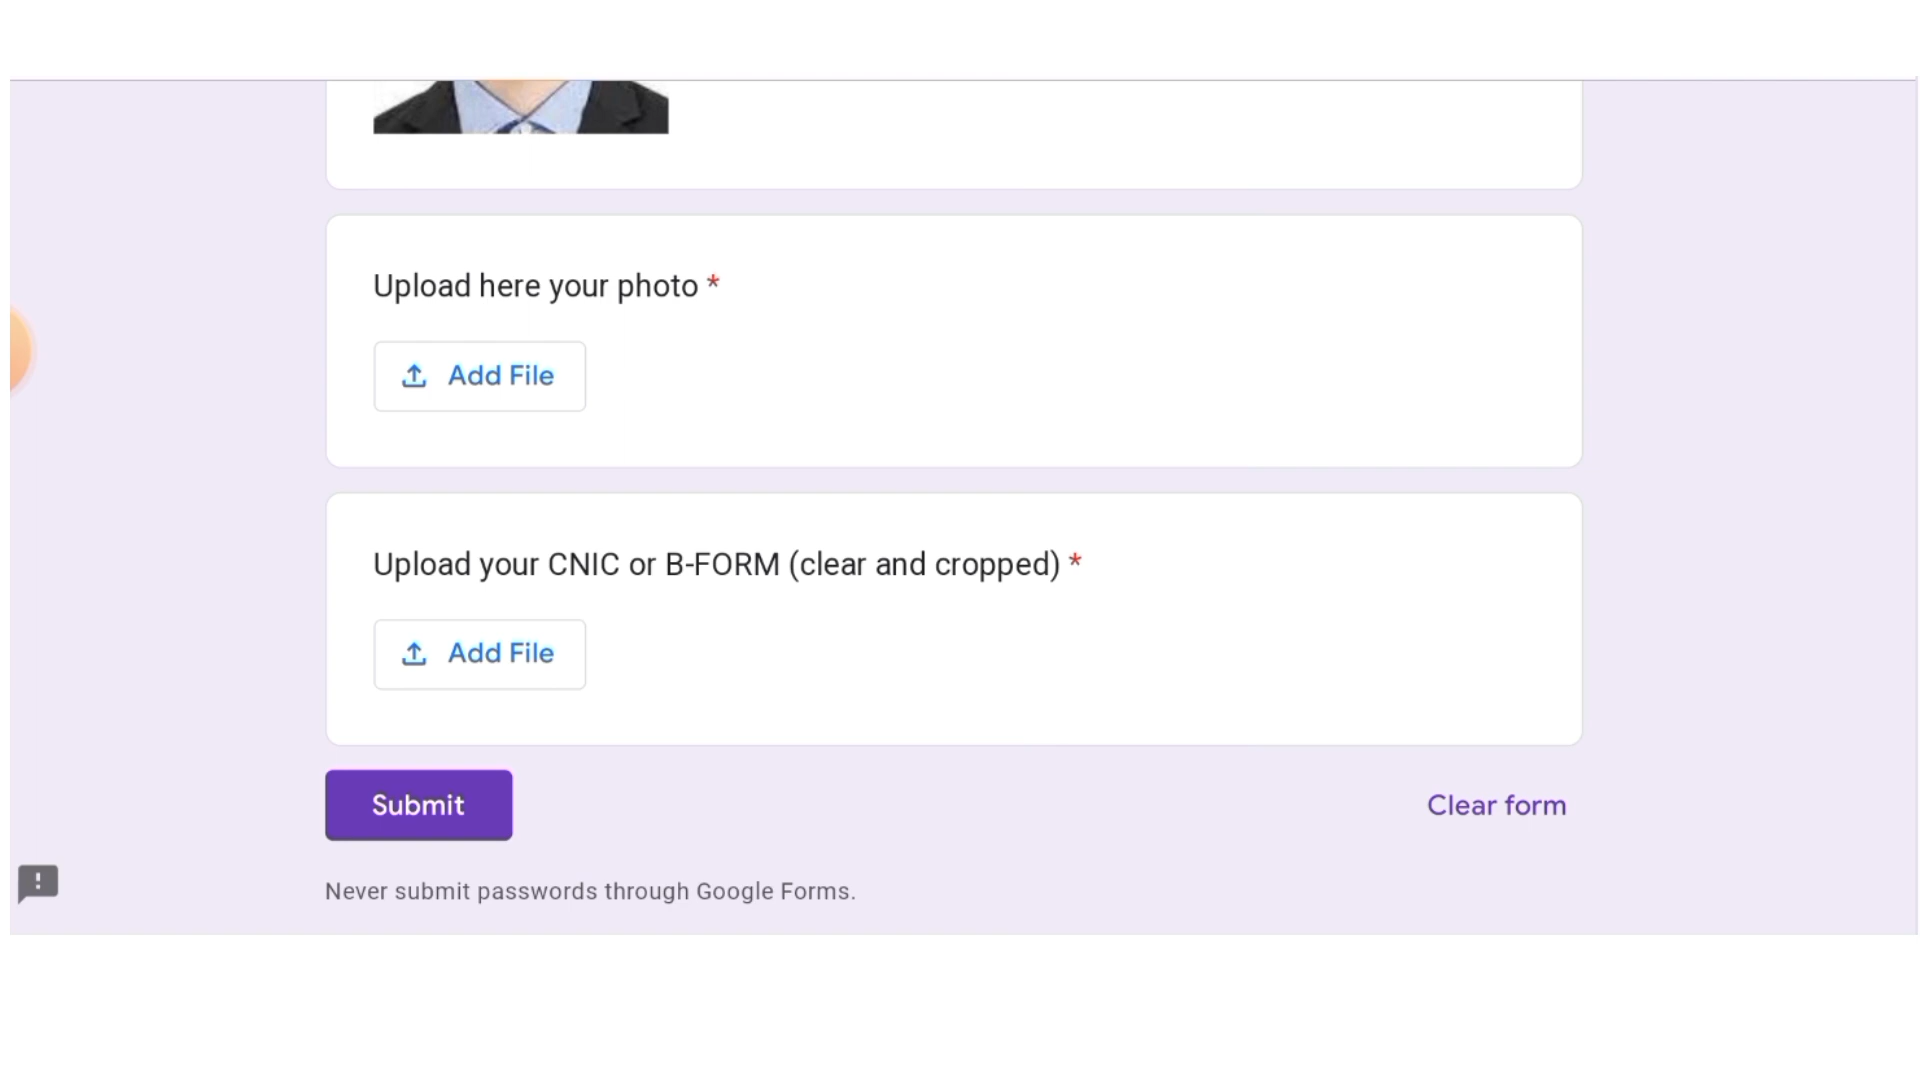 Upload here your photo *
Add File
Upload your CNIC or B-FORM (clear and cropped) *
Add File
Submit
Clear form
Never submit passwords through Google Forms.